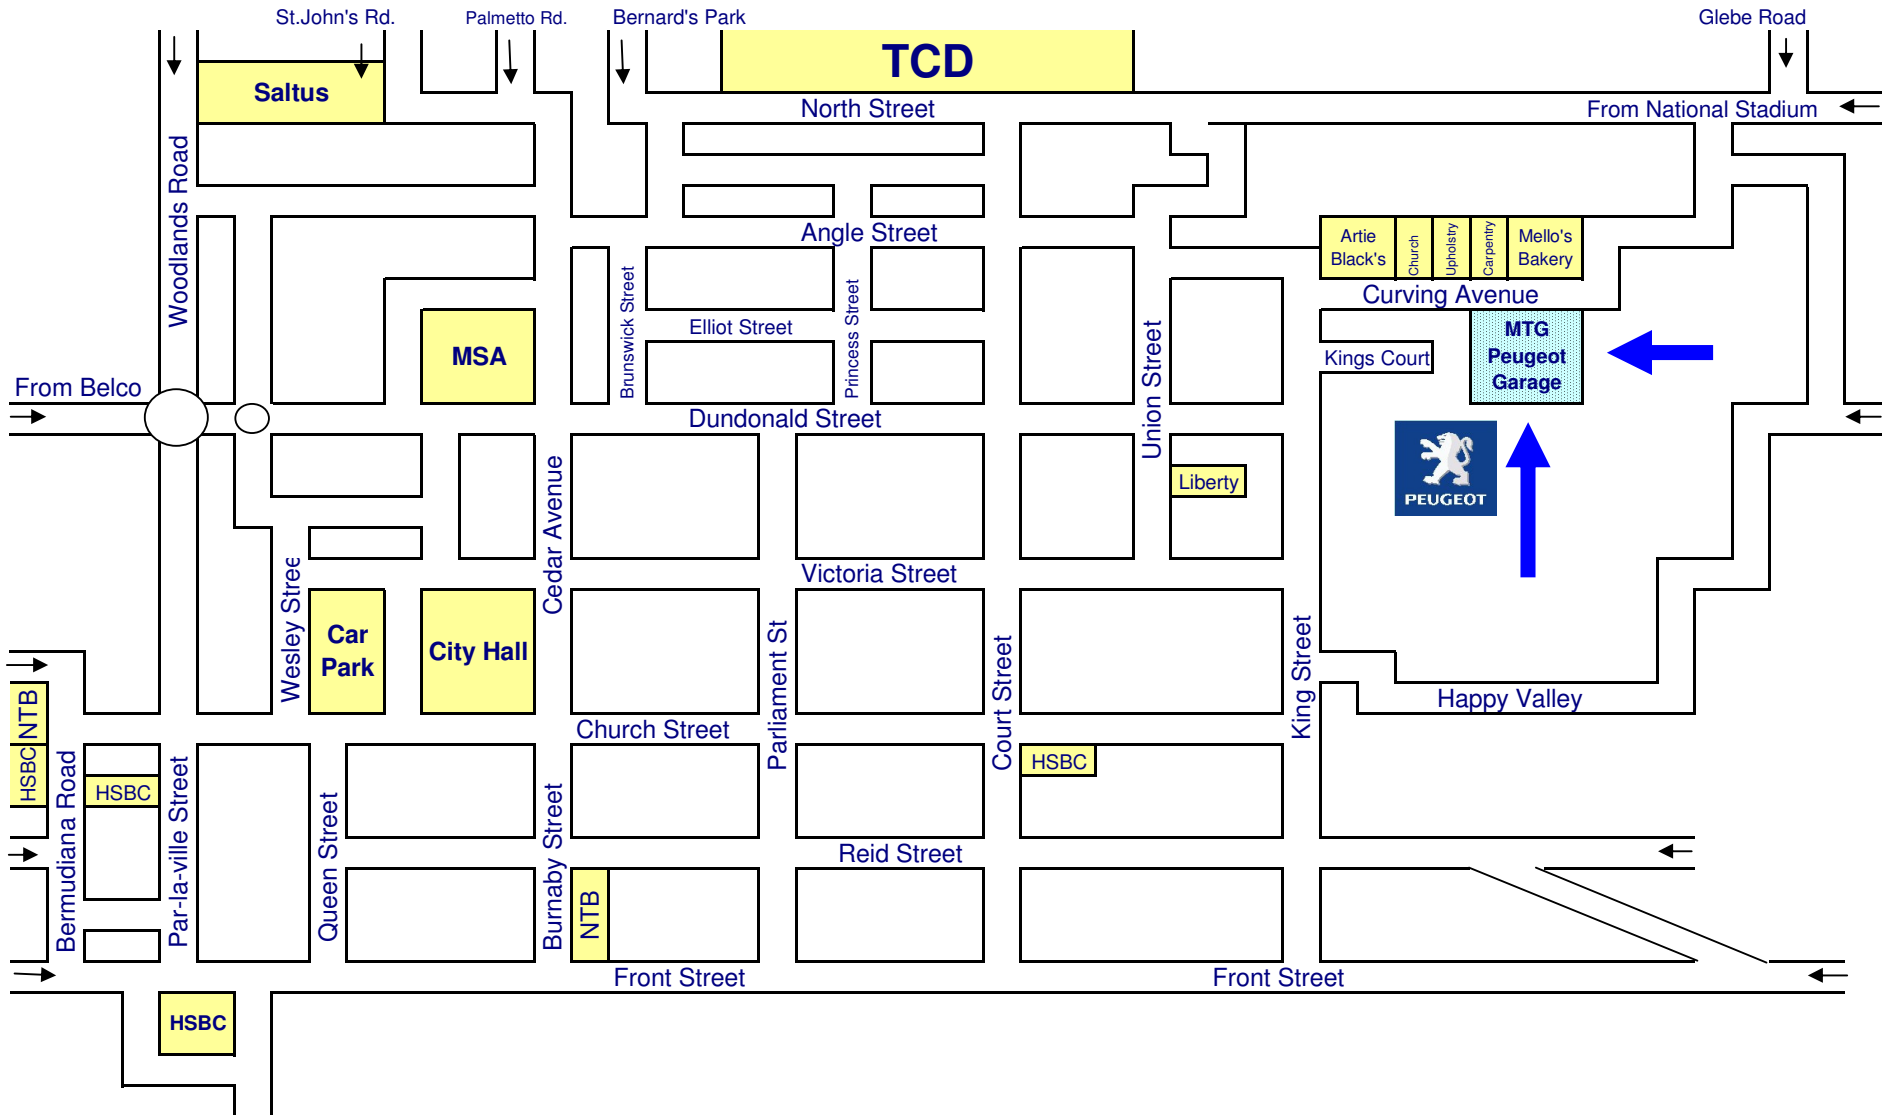 St.John's Rd.
Palmetto Rd.
Bernard's Park
Glebe Road
TCD
Saltus
North Street
From National Stadium
Woodlands Road
Angle Street
Artie
Black's
Church
Upholstry
Carpentry
Mello's
Bakery
Curving Avenue
Brunswick Street
Elliot Street
Princess Street
MSA
Union Street
Kings Court
MTG
Peugeot
Garage
From Belco
Dundonald Street
Cedar Avenue
Liberty
PEUGEOT
Wesley Stree
Victoria Street
Car
Park
City Hall
Parliament St
Court Street
King Street
NTB
Happy Valley
Church Street
HSBC
Bermudiana Road
HSBC
Par-la-ville Street
HSBC
Queen Street
Burnaby Street
Reid Street
NTB
Front Street
Front Street
HSBC